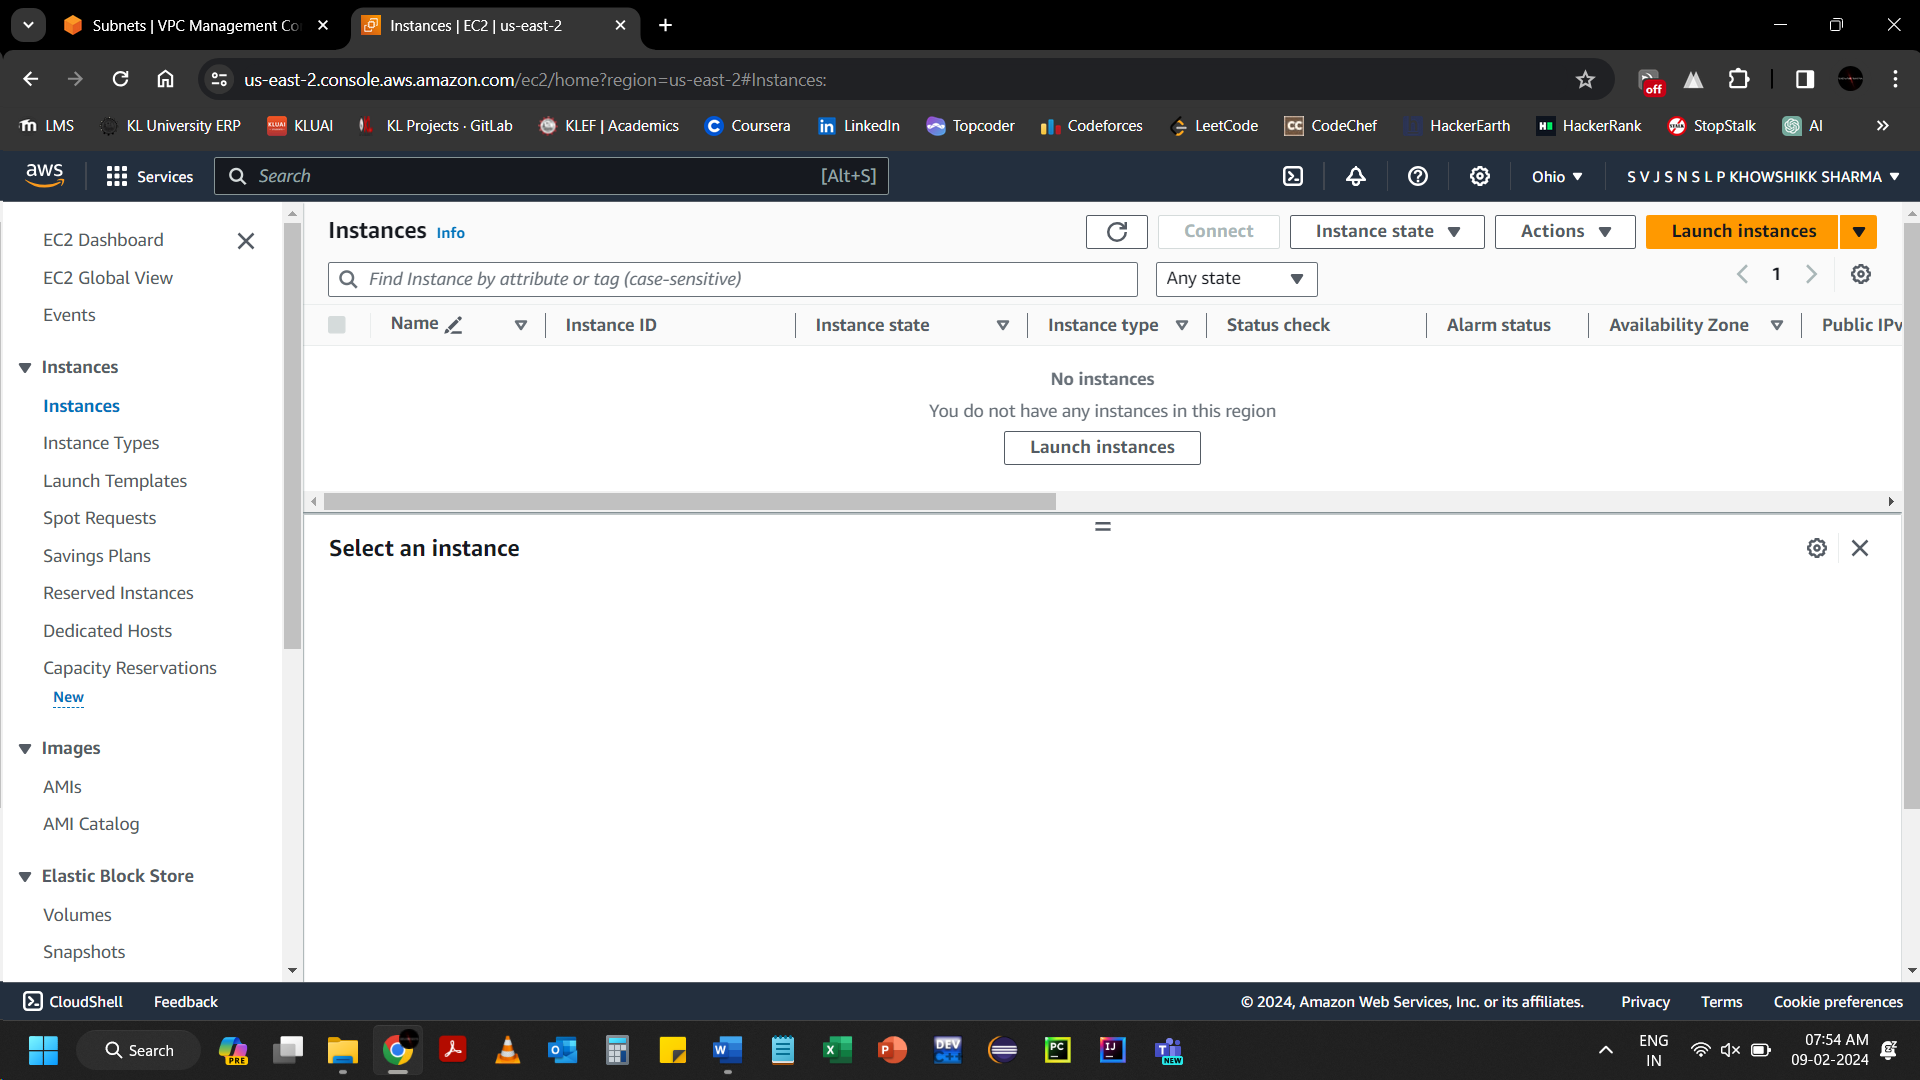 Subnets | VPC Management Co
Instances | EC2 | us-east-2
us-east-2.console.aws.amazon.com/ec2/home?region=us-east-2#Instances:
off
LMS
KL University ERP
KLUAI
KLUAI
KL Projects · GitLab
KLEF | Academics
Coursera
LinkedIn
Topcoder
Codeforces
LeetCode
CC
CodeChef
HackerEarth
HackerRank
StopStalk
AI
aws
Services
Search
[Alt+S]
Ohio
S V J S N S L P KHOWSHIKK SHARMA
EC2 Dashboard
EC2 Global View
Events
Instances
Instances
Instance Types
Launch Templates
Spot Requests
Savings Plans
Reserved Instances
Dedicated Hosts
Capacity Reservations
New
Images
AMIs
AMI Catalog
Elastic Block Store
Volumes
Snapshots
Instances Info
Connect
Instance state
Actions
Launch instances
Find Instance by attribute or tag (case-sensitive)
Any state
1
Name
Instance ID
Instance state
Instance type
Status check
Alarm status
Availability Zone
Public IPv
No instances
You do not have any instances in this region
Launch instances
Select an instance
CloudShell
Feedback
© 2024, Amazon Web Services, Inc. or its affiliates.
Privacy
Terms
Cookie preferences
Search
PRE
DEV
PC
IJ
NEW
ENG
IN
07:54 AM
09-02-2024